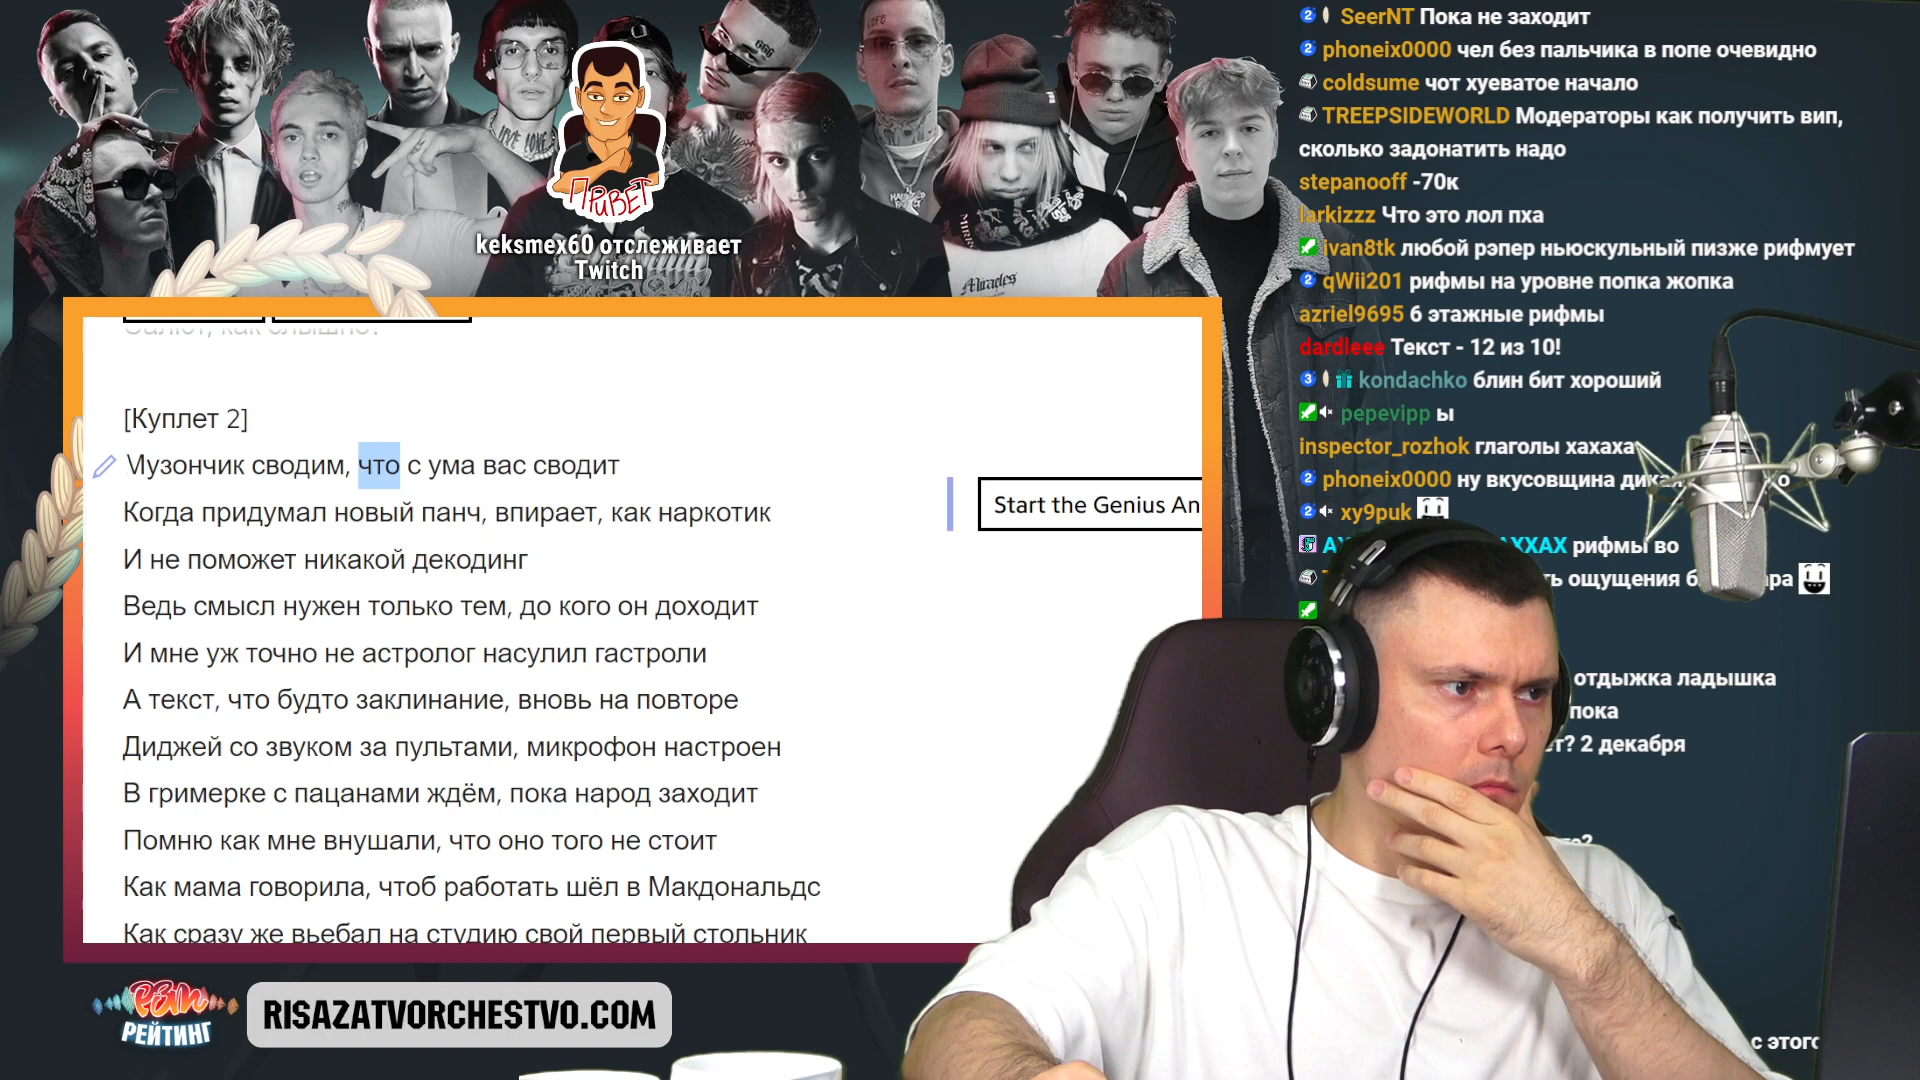 ПРИВЕТ
keksmex60 отслеживает
Twitch
Салют, как слышно?
[Куплет 2]
Музончик сводим, что с ума вас сводит
Когда придумал новый панч, впирает, как наркотик
И не поможет никакой декодинг
Ведь смысл нужен только тем, до кого он доходит
И мне уж точно не астролог насулил гастроли
А текст, что будто заклинание, вновь на повторе
Диджей со звуком за пультами, микрофон настроен
В гримерке с пацанами ждём, пока народ заходит
Помню как мне внушали, что оно того не стоит
Как мама говорила, чтоб работать шёл в Макдональдс
Как сразу же вьебал на студию свой первый стольник
Start the Genius An
РЭП
РЕЙТИНГ
RISAZATVORCHESTVO.COM
SeerNT Пока не заходит
phoneix0000 чел без пальчика в попе очевидно
coldsume чот хуеватое начало
TREEPSIDEWORLD Модераторы как получить вип,
сколько задонатить надо
stepanooff -70к
larkizzz Что это лол пха
ivan8tk любой рэпер ньюскульный пизже рифмует
qWii201 рифмы на уровне попка жопка
azriel9695 6 этажные рифмы
dardleee Текст - 12 из 10!
kondachko блин бит хороший
pepevipp ы
inspector_rozhok глаголы хахаха
phoneix0000 ну вкусовщина
xy9puk
рифмы во
ощущения
отдыжка ладышка
пока
2 декабря
с этого